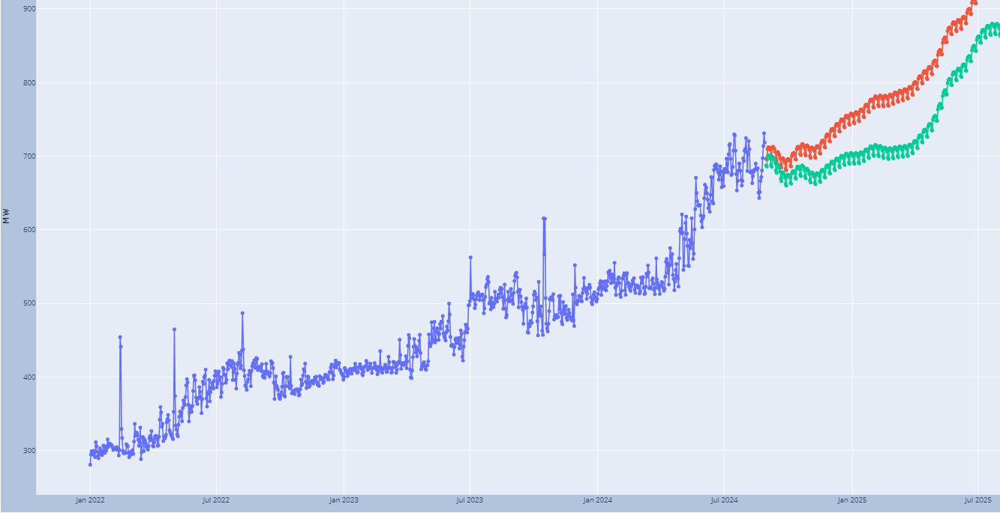 900
800
700
600
500
400
300
MW
Jan 2022
Jul 2022
Jan 2023
Jul 2023
Jan 2024
Jul 2024
Jan 2025
Jul 2025